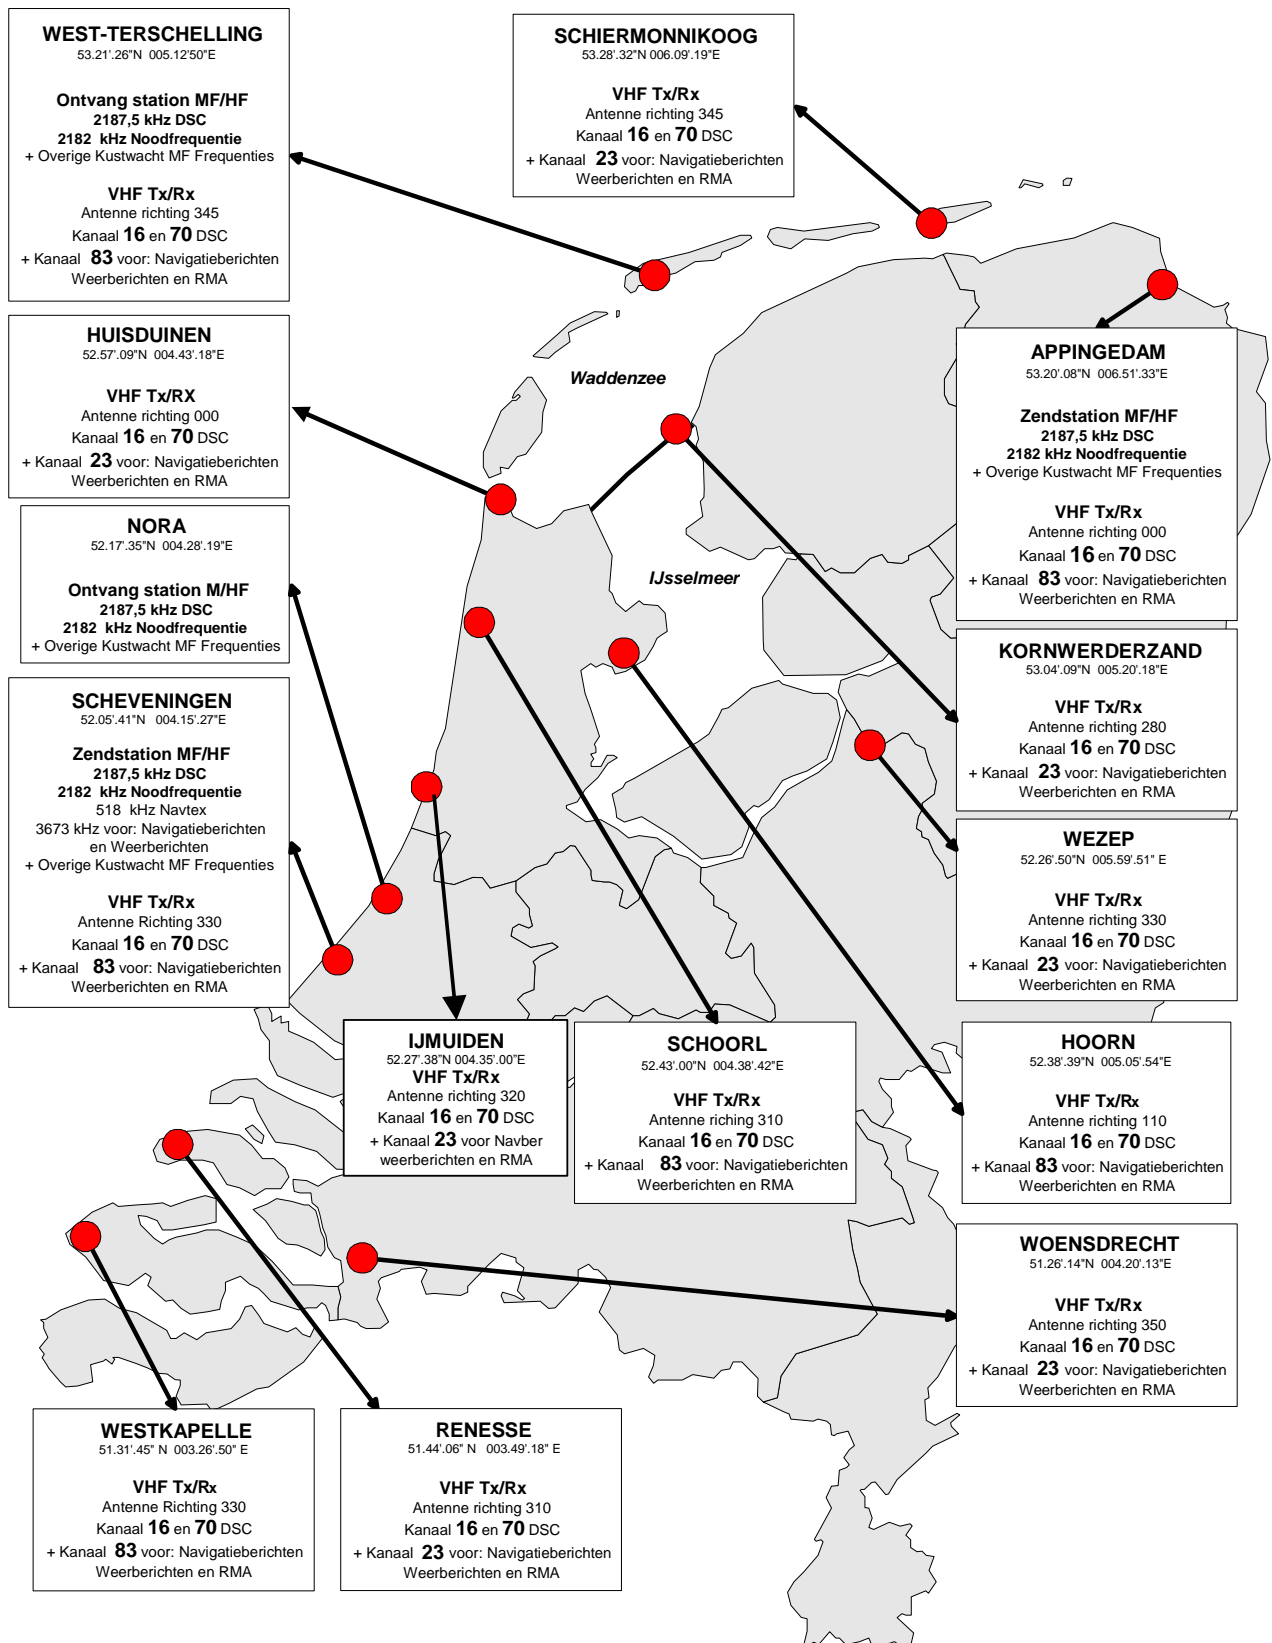 WEST-TERSCHELLING
53.21'.26"N 005.12'50"E
Ontvang station MF/HF
2187,5 kHz DSC
2182 kHz Noodfrequentie
+ Overige Kustwacht MF Frequenties
VHF Tx/Rx
Antenne richting 345
Kanaal 16 en 70 DSC
+ Kanaal 83 voor: Navigatieberichten
Weerberichten en RMA
SCHIERMONNIKOOG
53.28'.32"N 006.09'.19"E
VHF Tx/Rx
Antenne richting 345
Kanaal 16 en 70 DSC
+ Kanaal 23 voor: Navigatieberichten
Weerberichten en RMA
HUISDUINEN
52.57'.09"N 004.43'.18"E
VHF Tx/RX
Antenne richting 000
Kanaal 16 en 70 DSC
+ Kanaal 23 voor: Navigatieberichten
Weerberichten en RMA
Waddenzee
APPINGEDAM
53.20'.08"N 006.51'.33"E
Zendstation MF/HF
2187,5 kHz DSC
2182 kHz Noodfrequentie
+ Overige Kustwacht MF Frequenties
VHF Tx/Rx
Antenne richting 000
Kanaal 16 en 70 DSC
+ Kanaal 83 voor: Navigatieberichten
Weerberichten en RMA
NORA
52.17'.35"N 004.28'.19"E
Ontvang station M/HF
2187,5 kHz DSC
2182 kHz Noodfrequentie
+ Overige Kustwacht MF Frequenties
IJsselmeer
KORNWERDERZAND
53.04'.09"N 005.20'.18"E
VHF Tx/Rx
Antenne richting 280
Kanaal 16 en 70 DSC
+ Kanaal 23 voor: Navigatieberichten
Weerberichten en RMA
SCHEVENINGEN
52.05'.41"N 004.15'.27"E
Zendstation MF/HF
2187,5 kHz DSC
2182 kHz Noodfrequentie
518 kHz Navtex
3673 kHz voor: Navigatieberichten
en Weerberichten
+ Overige Kustwacht MF Frequenties
VHF Tx/Rx
Antenne Richting 330
Kanaal 16 en 70 DSC
+ Kanaal 83 voor: Navigatieberichten
Weerberichten en RMA
WEZEP
52.26'.50"N 005.59'.51" E
VHF Tx/Rx
Antenne richting 330
Kanaal 16 en 70 DSC
+ Kanaal 23 voor: Navigatieberichten
Weerberichten en RMA
IJMUIDEN
52.27'.38"N 004.35'.00"E
VHF Tx/Rx
Antenne richting 320
Kanaal 16 en 70 DSC
+ Kanaal 23 voor Navber
weerberichten en RMA
SCHOORL
52.43'.00"N 004.38'.42"E
VHF Tx/Rx
Antenne riching 310
Kanaal 16 en 70 DSC
+ Kanaal 83 voor: Navigatieberichten
Weerberichten en RMA
HOORN
52.38'.39"N 005.05'.54"E
VHF Tx/Rx
Antenne richting 110
Kanaal 16 en 70 DSC
+ Kanaal 83 voor: Navigatieberichten
Weerberichten en RMA
WOENSDRECHT
51.26'.14"N 004.20'.13"E
VHF Tx/Rx
Antenne richting 350
Kanaal 16 en 70 DSC
+ Kanaal 23 voor: Navigatieberichten
Weerberichten en RMA
WESTKAPELLE
51.31'.45" N 003.26'.50" E
VHF Tx/Rx
Antenne Richting 330
Kanaal 16 en 70 DSC
+ Kanaal 83 voor: Navigatieberichten
Weerberichten en RMA
RENESSE
51.44'.06" N 003.49'.18" E
VHF Tx/Rx
Antenne richting 310
Kanaal 16 en 70 DSC
+ Kanaal 23 voor: Navigatieberichten
Weerberichten en RMA